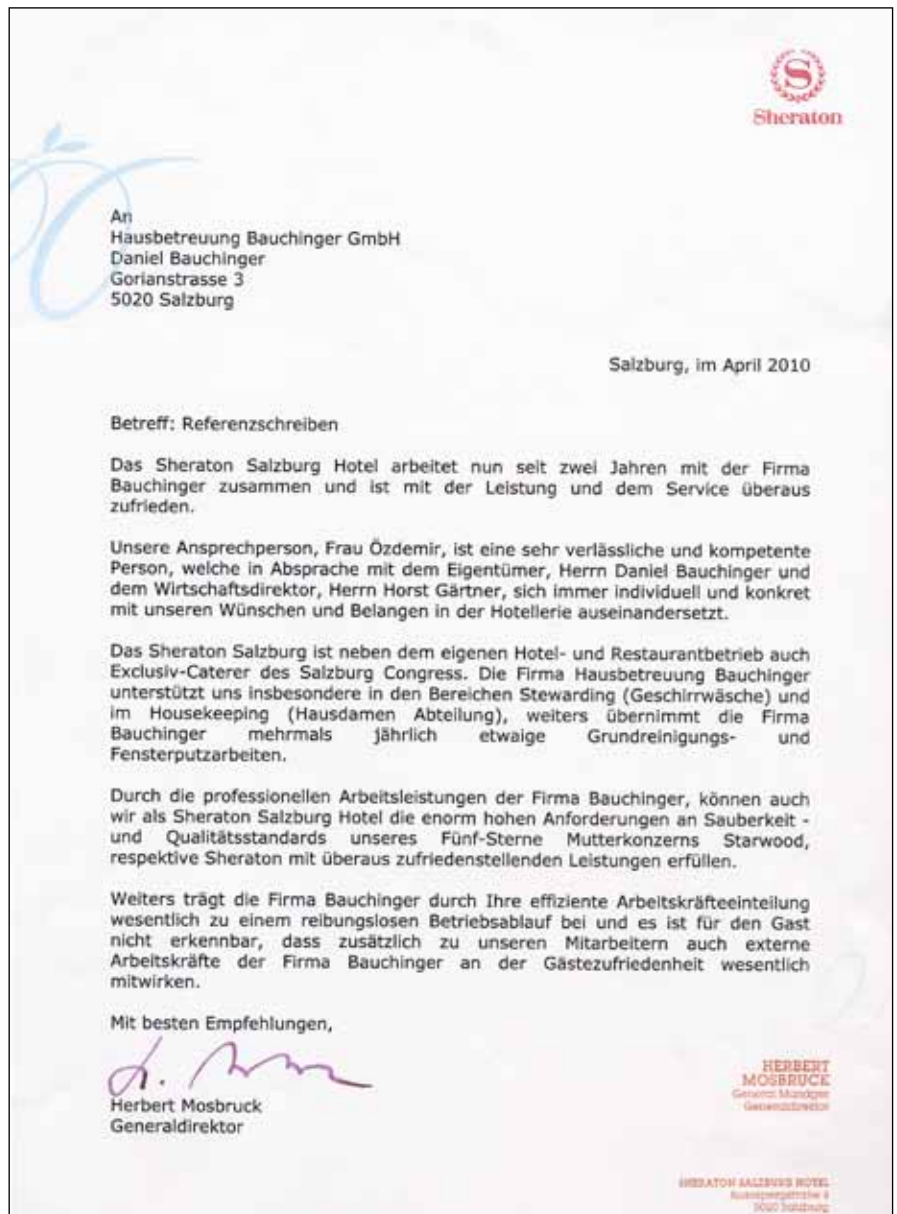 Sheraton
An
Hausbetreuung Bauchinger GmbH
Daniel Bauchinger
Gorianstrasse 3
5020 Salzburg
Salzburg, im April 2010
Betreff: Referenzschreiben
Das Sheraton Salzburg Hotel arbeitet nun seit zwei Jahren mit der Firma
Bauchinger zusammen und ist mit der Leistung und dem Service überaus
zufrieden.
Unsere Ansprechperson, Frau Özdemir, ist eine sehr verlässliche und kompetente
Person, welche in Absprache mit dem Eigentümer, Herrn Daniel Bauchinger und
dem Wirtschaftsdirektor, Herrn Horst Gärtner, sich immer individuell und konkret
mit unseren Wünschen und Belangen in der Hotellerie auseinandersetzt.
Das Sheraton Salzburg ist neben dem eigenen Hotel- und Restaurantbetrieb auch
Exclusiv-Caterer des Salzburg Congress. Die Firma Hausbetreuung Bauchinger
unterstützt uns insbesondere in den Bereichen Stewarding (Geschirrwäsche) und
im Housekeeping (Hausdamen Abteilung), weiters übernimmt die Firma
Bauchinger mehrmals jährlich etwaige Grundreinigungs- und
Fensterputzarbeiten.
Durch die professionellen Arbeitsleistungen der Firma Bauchinger, können auch
wir als Sheraton Salzburg Hotel die enorm hohen Anforderungen an Sauberkeit -
und Qualitätsstandards unseres Fünf-Sterne Mutterkonzerns Starwood,
respektive Sheraton mit überaus zufriedenstellenden Leistungen erfüllen.
Weiters trägt die Firma Bauchinger durch Ihre effiziente Arbeitskräfteeinteilung
wesentlich zu einem reibungslosen Betriebsablauf bei und es ist für den Gast
nicht erkennbar, dass zusätzlich zu unseren Mitarbeitern auch externe
Arbeitskräfte der Firma Bauchinger an der Gästezufriedenheit wesentlich
mitwirken.
Mit besten Empfehlungen,
Herbert Mosbruck
Generaldirektor
HERBERT
MOSBRUCK
General Manager
Generaldirektor
SHERATON SALZBURG HOTEL
5020 Salzburg